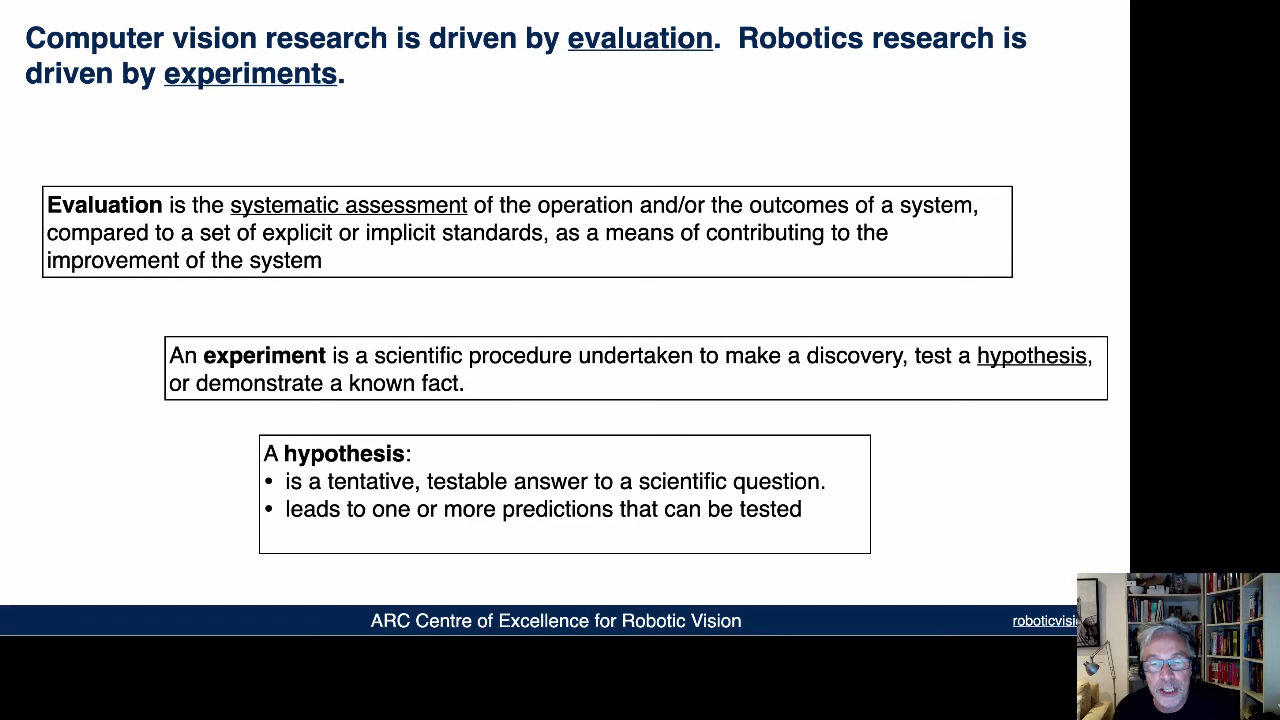 Computer vision research is driven by evaluation. Robotics research is
driven by experiments.
Evaluation is the systematic assessment of the operation and/or the outcomes of a system,
compared to a set of explicit or implicit standards, as a means of contributing to the
improvement of the system
An experiment is a scientific procedure undertaken to make a discovery, test a hypothesis,
or demonstrate a known fact.
A hypothesis:
• is a tentative, testable answer to a scientific question.
• leads to one or more predictions that can be tested
ARC Centre of Excellence for Robotic Vision